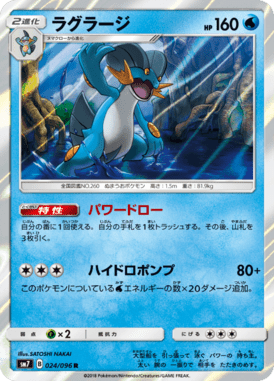 2進化 ラグラージ HP160
ヌマクローから進化
全国図鑑NO.260 ぬまうおポケモン 高さ:1.5m 重さ:81.9kg
特性 パワードロー
自分の番に1回使える。自分の手札を1枚トラッシュする。その後、山札を
3枚引く。
ハイドロポンプ 80+
このポケモンについているエネルギーの数×20ダメージ追加。
弱点 ×2 抵抗力 にげる
Illus. SATOSHI NAKAI
SM7 B 024/096 R
©2018 Pokémon/Nintendo/Creatures/GAME FREAK.